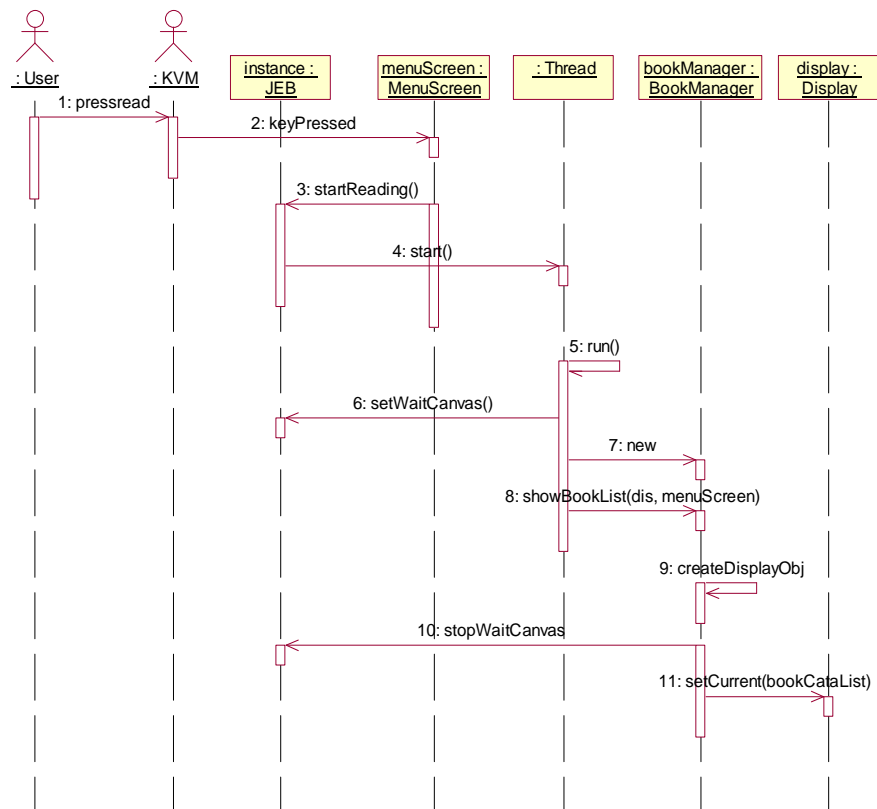 : User
: KVM
instance :
JEB
menuScreen :
MenuScreen
: Thread
bookManager :
BookManager
display :
Display
1: pressread
2: keyPressed
3: startReading()
4: start()
5: run()
6: setWaitCanvas()
7: new
8: showBookList(dis, menuScreen)
9: createDisplayObj
10: stopWaitCanvas
11: setCurrent(bookCataList)